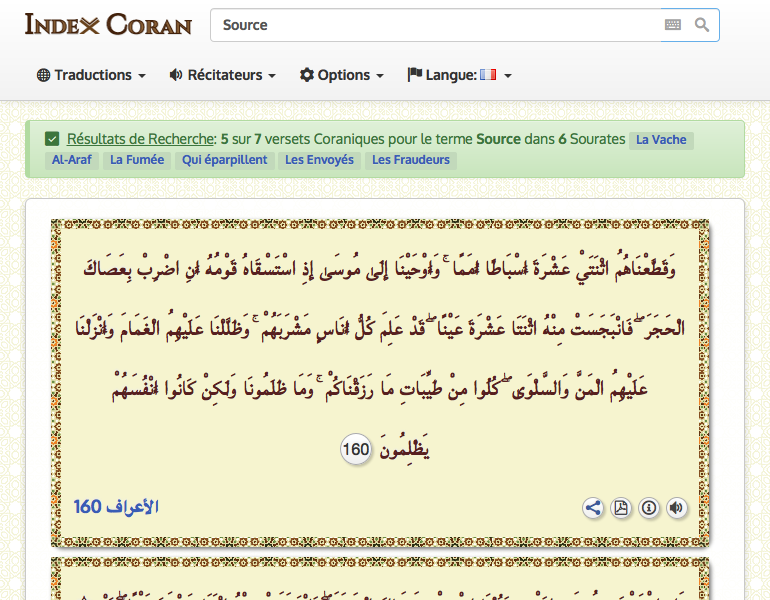 INDEX CORAN
Source
Traductions Récitateurs Options Langue:
Résultats de Recherche: 5 sur 7 versets Coraniques pour le terme Source dans 6 Sourates La Vache
Al-Araf La Fumée Qui éparpillent Les Envoyés Les Fraudeurs
وَقَطَّعْنَاهُمُ اثْنَتَيْ عَشْرَةَ أَسْبَاطًا أُمَمًا ۚ وَأَوْحَيْنَا إِلَىٰ مُوسَىٰ إِذِ اسْتَسْقَاهُ قَوْمُهُ أَنِ اضْرِبْ بِعَصَاكَ
الْحَجَرَ ۖ فَانْبَجَسَتْ مِنْهُ اثْنَتَا عَشْرَةَ عَيْنًا ۖ قَدْ عَلِمَ كُلُّ أُنَاسٍ مَشْرَبَهُمْ ۚ وَظَلَّلْنَا عَلَيْهِمُ الْغَمَامَ وَأَنْزَلْنَا
عَلَيْهِمُ الْمَنَّ وَالسَّلْوَىٰ ۖ كُلُوا مِنْ طَيِّبَاتِ مَا رَزَقْنَاكُمْ ۚ وَمَا ظَلَمُونَا وَلَٰكِنْ كَانُوا أَنْفُسَهُمْ
يَظْلِمُونَ 160
الأعراف 160